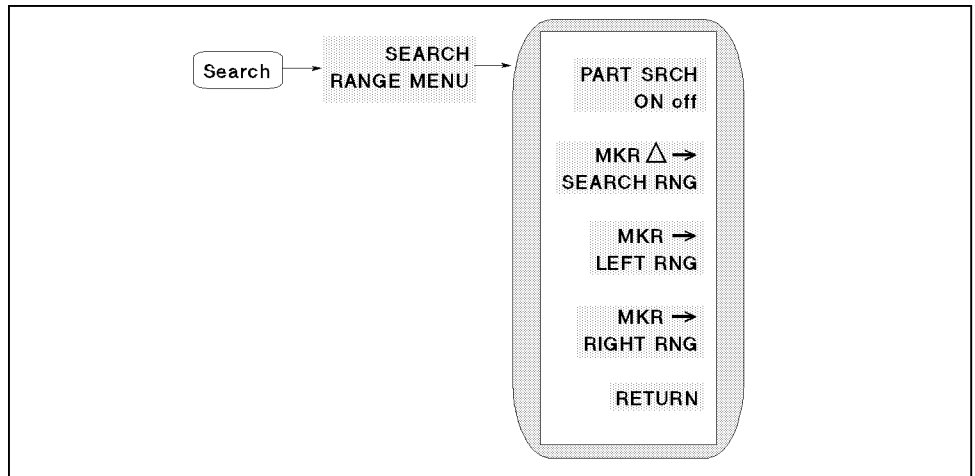 Search
SEARCH
RANGE MENU
PART SRCH
ON off
MKR △ →
SEARCH RNG
MKR →
LEFT RNG
MKR →
RIGHT RNG
RETURN